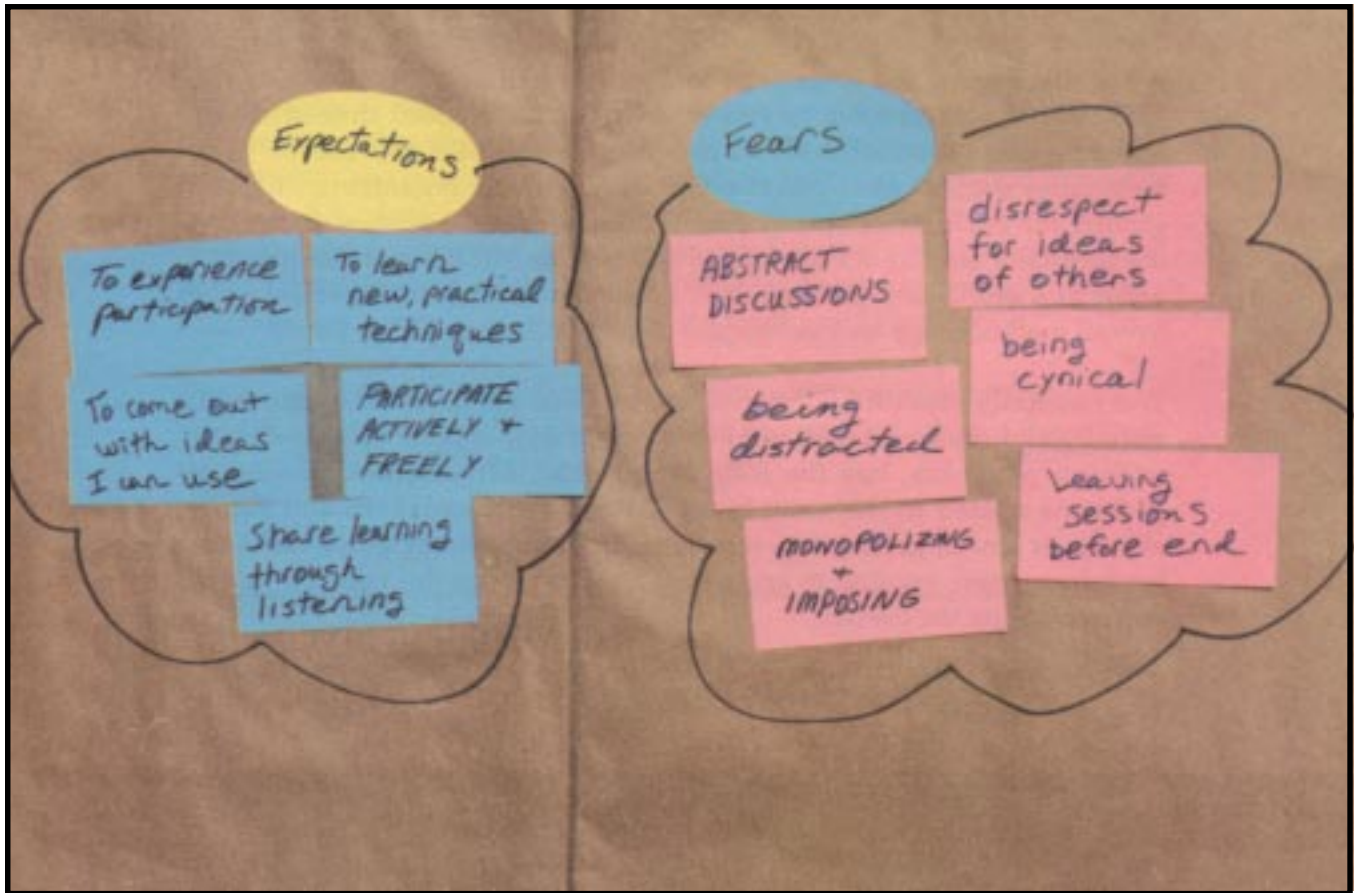 Expectations
To experience
participation
To learn
new, practical
techniques
To come out
with ideas
I can use
PARTICIPATE
ACTIVELY +
FREELY
Share learning
through
listening
Fears
ABSTRACT
DISCUSSIONS
disrespect
for ideas
of others
being
distracted
being
cynical
MONOPOLIZING
+
IMPOSING
Leaving
sessions
before end